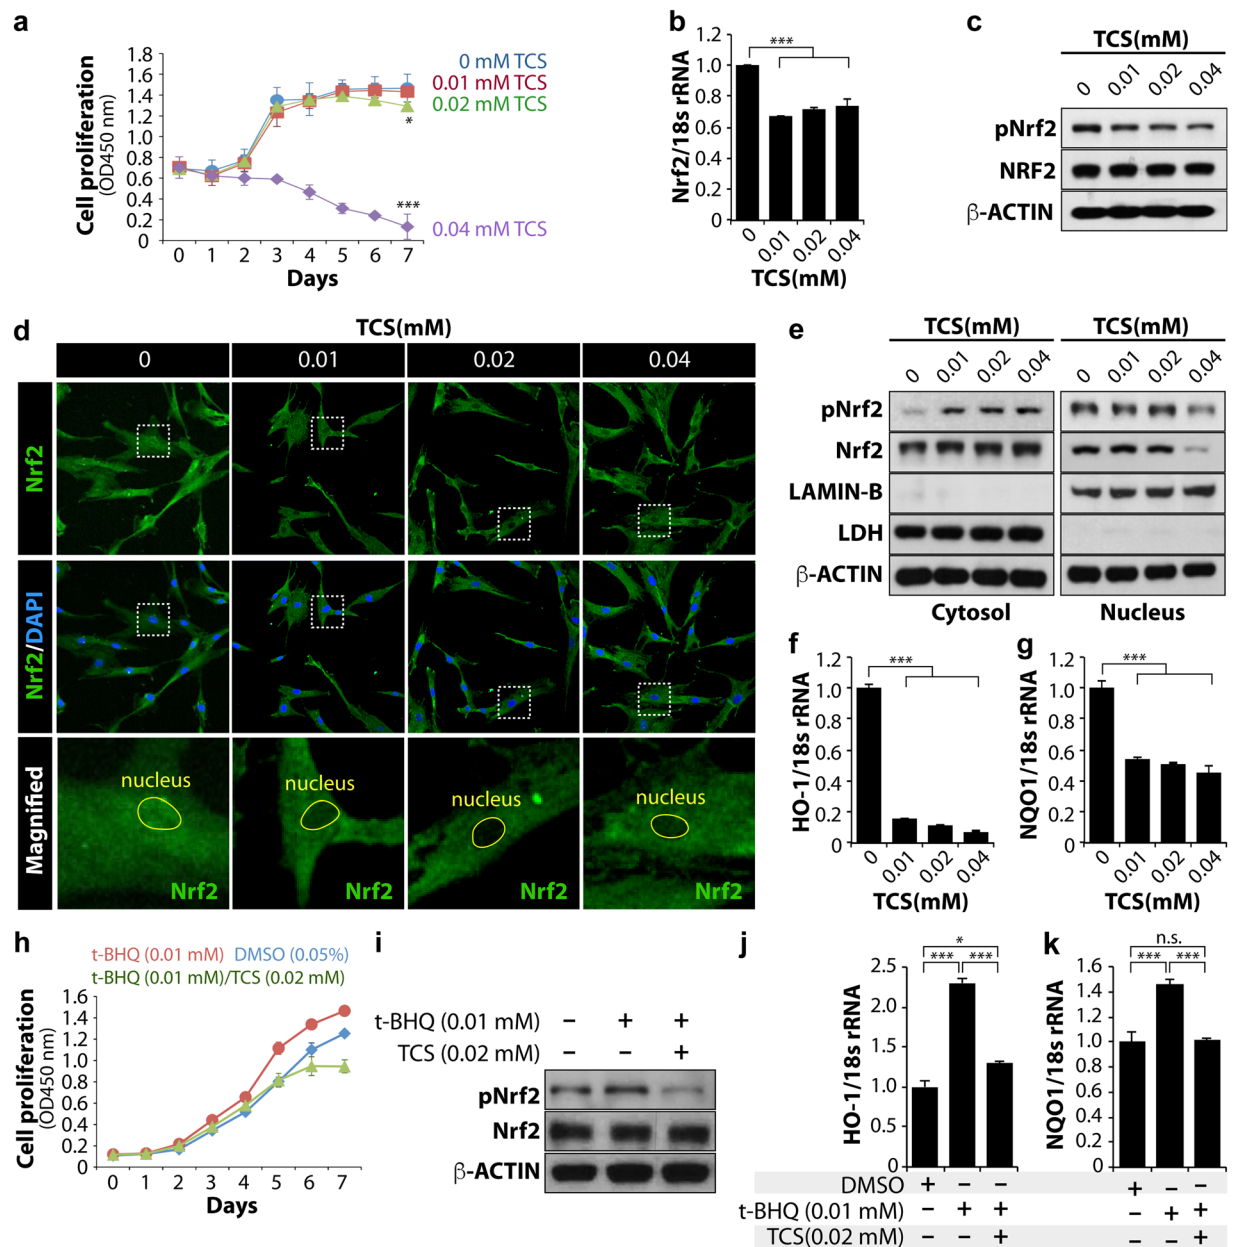 a
Cell proliferation
(OD450 nm)
1.8
1.6
1.4
1.2
1.0
0.8
0.6
0.4
0.2
0
0 1 2 3 4 5 6 7
Days
0 mM TCS
0.01 mM TCS
0.02 mM TCS
*
***
0.04 mM TCS
b
Nrf2/18s rRNA
1.2
1.0
0.8
0.6
0.4
0.2
0
***
0 0.01 0.02 0.04
TCS(mM)
c
TCS(mM)
0 0.01 0.02 0.04
pNrf2
NRF2
β-ACTIN
d
TCS(mM)
0 0.01 0.02 0.04
Nrf2
Nrf2/DAPI
Magnified
nucleus nucleus nucleus nucleus
Nrf2 Nrf2 Nrf2 Nrf2
e
TCS(mM) TCS(mM)
0 0.01 0.02 0.04 0 0.01 0.02 0.04
pNrf2
Nrf2
LAMIN-B
LDH
β-ACTIN
Cytosol Nucleus
f
HO-1/18s rRNA
1.2
1.0
0.8
0.6
0.4
0.2
0
***
0 0.01 0.02 0.04
TCS(mM)
g
NQO1/18s rRNA
1.2
1.0
0.8
0.6
0.4
0.2
0
***
0 0.01 0.02 0.04
TCS(mM)
h
t-BHQ (0.01 mM) DMSO (0.05%)
t-BHQ (0.01 mM)/TCS (0.02 mM)
Cell proliferation
(OD450 nm)
1.6
1.4
1.2
1.0
0.8
0.6
0.4
0.2
0
0 1 2 3 4 5 6 7
Days
i
t-BHQ (0.01 mM) − + +
TCS (0.02 mM) − − +
pNrf2
Nrf2
β-ACTIN
j
HO-1/18s rRNA
2.5
2.0
1.5
1.0
0.5
0
*
*** ***
k
NQO1/18s rRNA
1.6
1.4
1.2
1.0
0.8
0.6
0.4
0.2
0
n.s.
*** ***
DMSO + − − + − −
t-BHQ (0.01 mM) − + + − + +
TCS(0.02 mM) − − + − − +